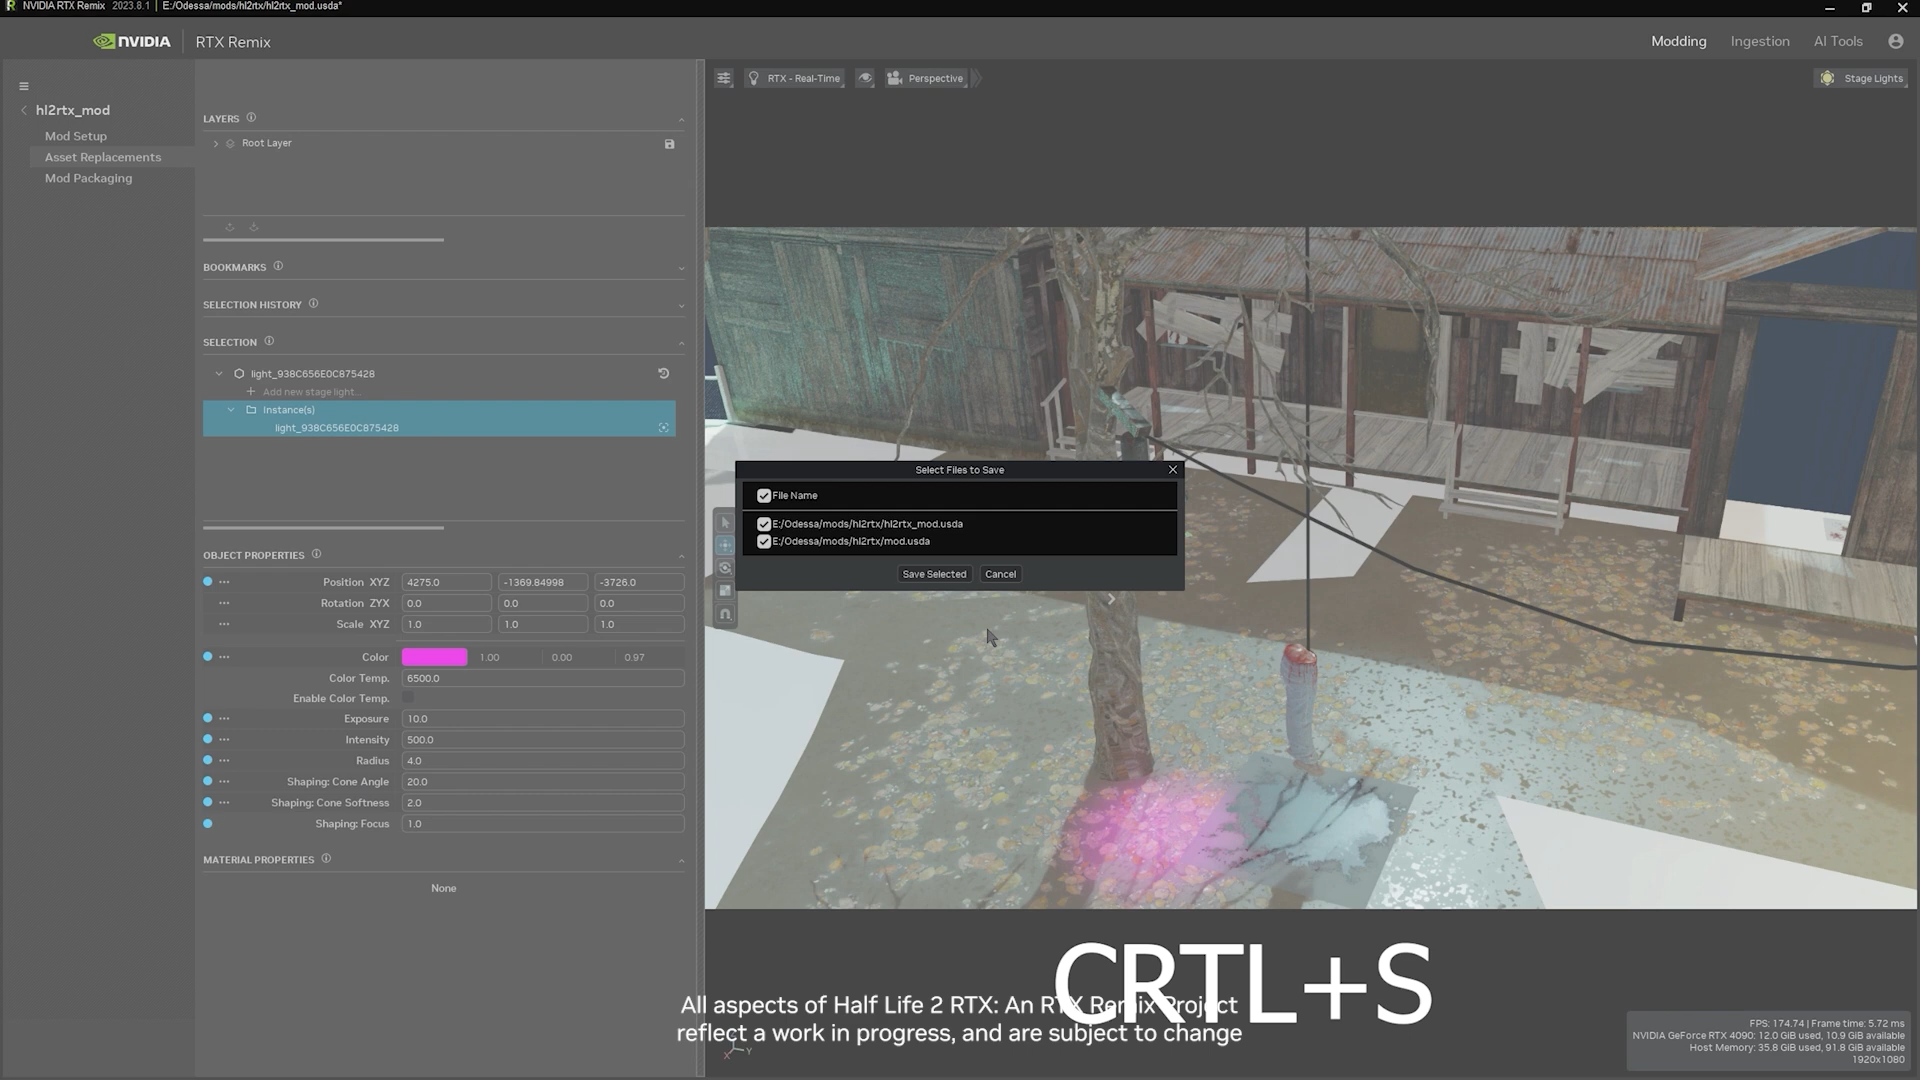 NVIDIA RTX Remix 2023.8.1 | E:/Odessa/mods/hl2rtx/hl2rtx_mod.usda*
NVIDIA RTX Remix
Modding Ingestion AI Tools
hl2rtx_mod
Mod Setup
Asset Replacements
Mod Packaging
LAYERS
Root Layer
BOOKMARKS
SELECTION HISTORY
SELECTION
light_938C656E0C875428
Add new stage light...
Instance(s)
light_938C656E0C875428
OBJECT PROPERTIES
Position XYZ 4275.0 -1369.84998 -3726.0
Rotation ZYX 0.0 0.0 0.0
Scale XYZ 1.0 1.0 1.0
Color 1.00 0.00 0.97
Color Temp. 6500.0
Enable Color Temp.
Exposure 10.0
Intensity 500.0
Radius 4.0
Shaping: Cone Angle 20.0
Shaping: Cone Softness 2.0
Shaping: Focus 1.0
MATERIAL PROPERTIES
None
RTX - Real-Time Perspective Stage Lights
Select Files to Save
File Name
E:/Odessa/mods/hl2rtx/hl2rtx_mod.usda
E:/Odessa/mods/hl2rtx/mod.usda
Save Selected Cancel
CRTL+S
All aspects of Half Life 2 RTX: An RTX Remix Project
reflect a work in progress, and are subject to change
X Y
FPS: 174.74 | Frame time: 5.72 ms
NVIDIA GeForce RTX 4090: 12.0 GiB used, 10.9 GiB available
Host Memory: 35.8 GiB used, 91.8 GiB available
1920x1080